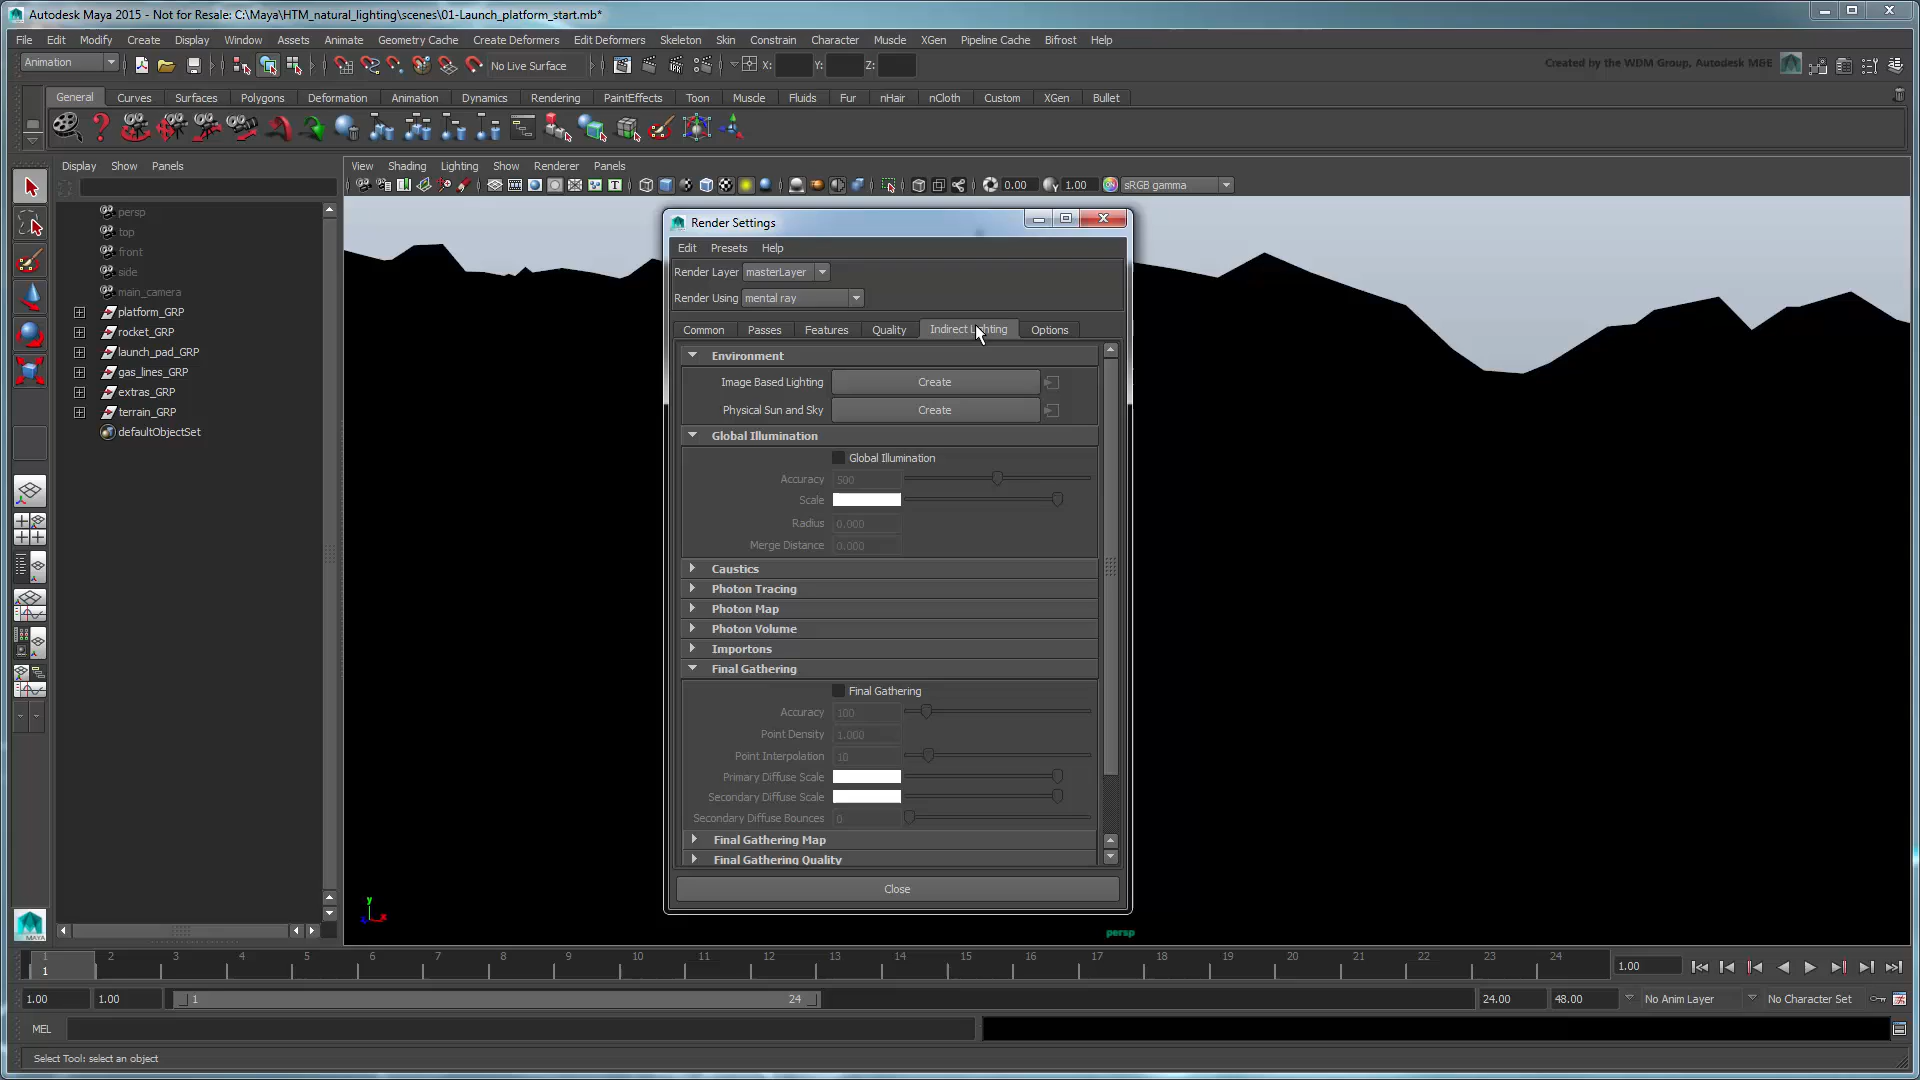 Autodesk Maya 2015 - Not for Resale: C:\Maya\HTM_natural_lighting\scenes\01-Launch_platform_start.mb*
File Edit Modify Create Display Window Assets Animate Geometry Cache Create Deformers Edit Deformers Skeleton Skin Constrain Character Muscle XGen Pipeline Cache Bifrost Help
Animation No Live Surface X: Y: Z: Created by the WDM Group, Autodesk M&E
General Curves Surfaces Polygons Deformation Animation Dynamics Rendering PaintEffects Toon Muscle Fluids Fur nHair nCloth Custom XGen Bullet
Display Show Panels
View Shading Lighting Show Renderer Panels
0.00 1.00 sRGB gamma
persp
top
front
side
main_camera
platform_GRP
rocket_GRP
launch_pad_GRP
gas_lines_GRP
extras_GRP
terrain_GRP
defaultObjectSet
Render Settings
Edit Presets Help
Render Layer masterLayer
Render Using mental ray
Common Passes Features Quality Indirect Lighting Options
Environment
Image Based Lighting Create
Physical Sun and Sky Create
Global Illumination
Global Illumination
Accuracy 500
Scale
Radius 0.000
Merge Distance 0.000
Caustics
Photon Tracing
Photon Map
Photon Volume
Importons
Final Gathering
Final Gathering
Accuracy 100
Point Density 1.000
Point Interpolation 10
Primary Diffuse Scale
Secondary Diffuse Scale
Secondary Diffuse Bounces 0
Final Gathering Map
Final Gathering Quality
Close
y
x
persp
MAYA
1 2 3 4 5 6 7 8 9 10 11 12 13 14 15 16 17 18 19 20 21 22 23 24
1 1.00
1.00 1.00 1 24 24.00 48.00 No Anim Layer No Character Set
MEL
Select Tool: select an object